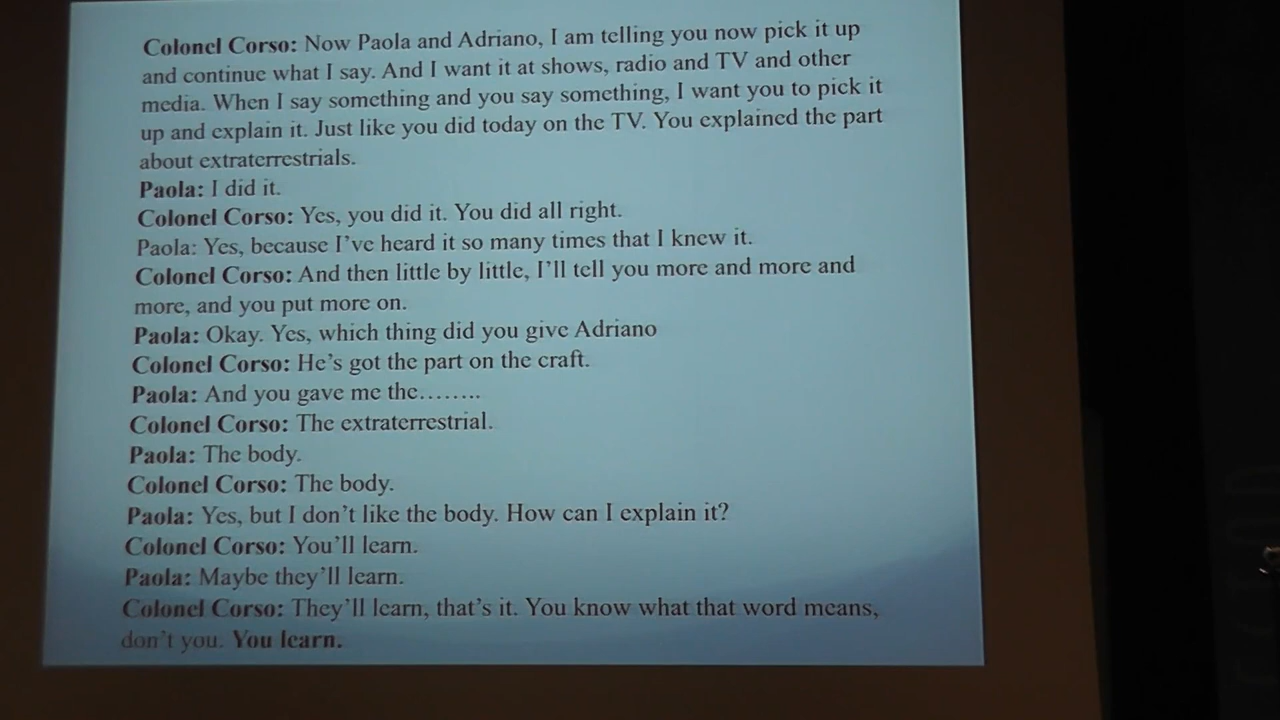 Colonel Corso: Now Paola and Adriano, I am telling you now pick it up
and continue what I say. And I want it at shows, radio and TV and other
media. When I say something and you say something, I want you to pick it
up and explain it. Just like you did today on the TV. You explained the part
about extraterrestrials.
Paola: I did it.
Colonel Corso: Yes, you did it. You did all right.
Paola: Yes, because I've heard it so many times that I knew it.
Colonel Corso: And then little by little, I'll tell you more and more and
more, and you put more on.
Paola: Okay. Yes, which thing did you give Adriano
Colonel Corso: He's got the part on the craft.
Paola: And you gave me the........
Colonel Corso: The extraterrestrial.
Paola: The body.
Colonel Corso: The body.
Paola: Yes, but I don't like the body. How can I explain it?
Colonel Corso: You'll learn.
Paola: Maybe they'll learn.
Colonel Corso: They'll learn, that's it. You know what that word means,
don't you. You learn.